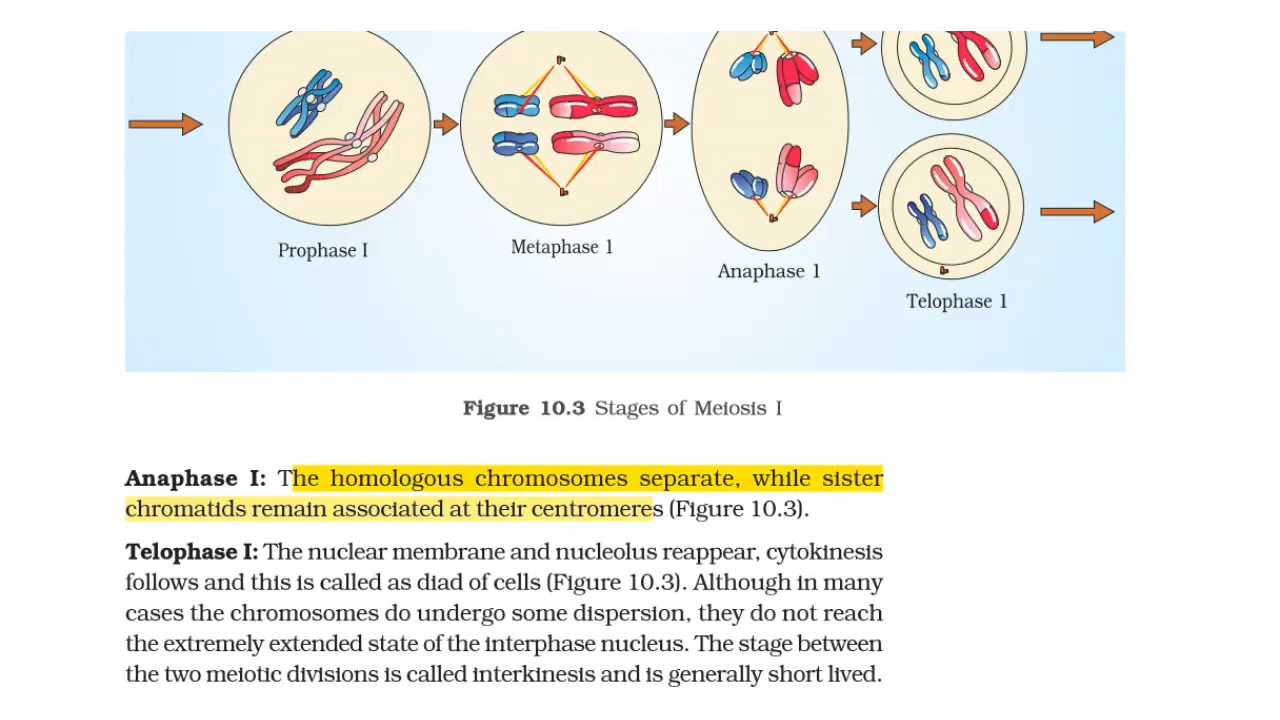 Prophase I
Metaphase 1
Anaphase 1
Telophase 1
Figure 10.3 Stages of Meiosis I
Anaphase I: The homologous chromosomes separate, while sister
chromatids remain associated at their centromeres (Figure 10.3).
Telophase I: The nuclear membrane and nucleolus reappear, cytokinesis
follows and this is called as diad of cells (Figure 10.3). Although in many
cases the chromosomes do undergo some dispersion, they do not reach
the extremely extended state of the interphase nucleus. The stage between
the two meiotic divisions is called interkinesis and is generally short lived.